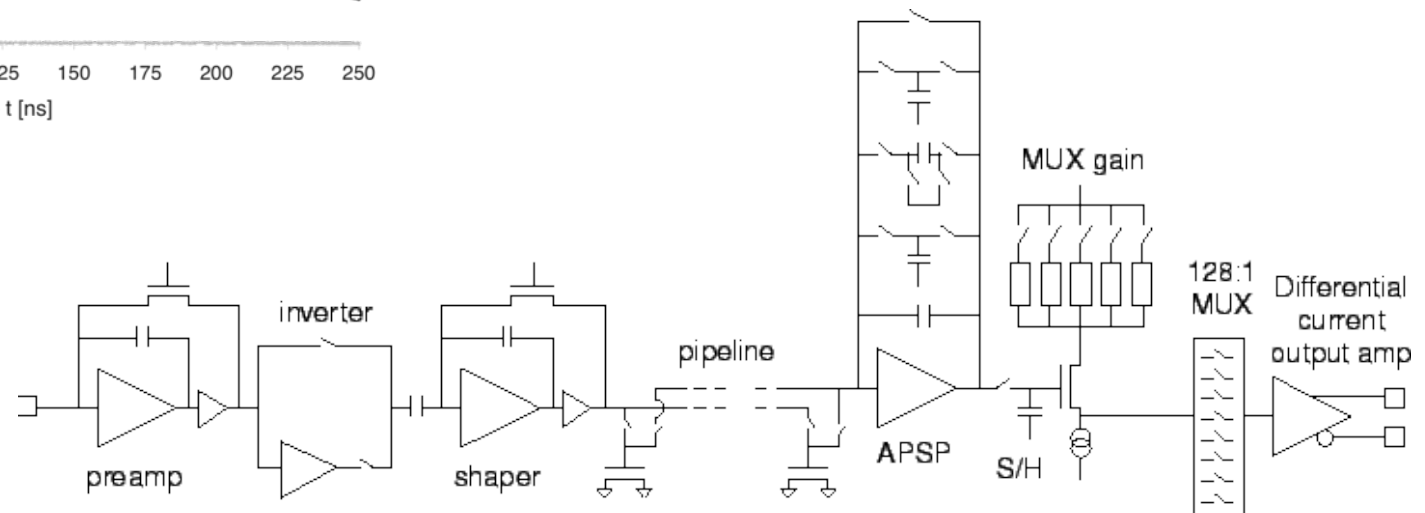 25 150 175 200 225 250
t [ns]
MUX gain
128:1
MUX
Differential
current
output amp
inverter
pipeline
preamp
shaper
APSP
S/H